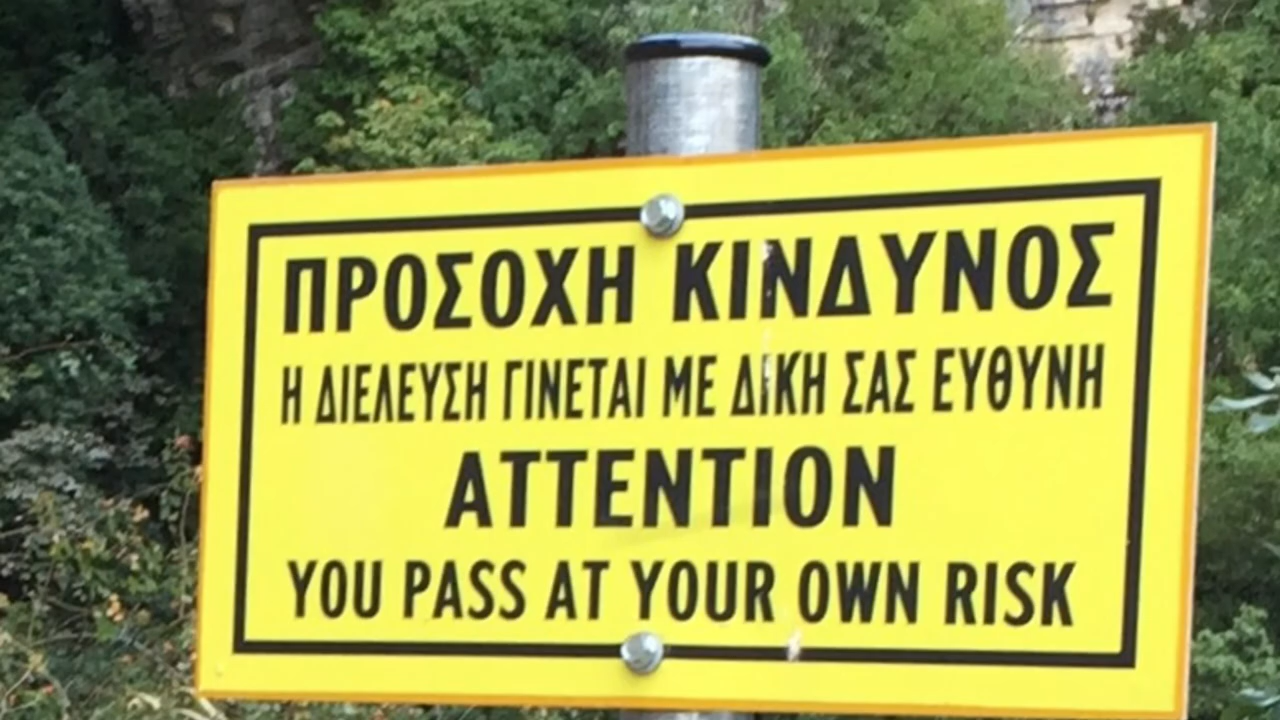 ΠΡΟΣΟΧΗ ΚΙΝΔΥΝΟΣ
Η ΔΙΕΛΕΥΣΗ ΓΙΝΕΤΑΙ ΜΕ ΔΙΚΗ ΣΑΣ ΕΥΘΥΝΗ
ATTENTION
YOU PASS AT YOUR OWN RISK